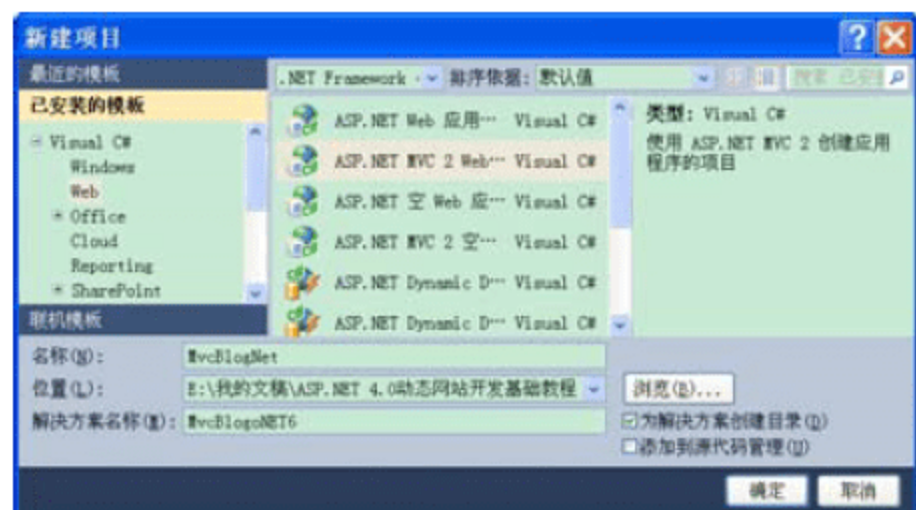 新建项目
最近的模板
.NET Framework
排序依据: 默认值
搜索 已安
已安装的模板
Visual C#
Windows
Web
Office
Cloud
Reporting
SharePoint
联机模板
ASP.NET Web 应用… Visual C#
ASP.NET MVC 2 Web… Visual C#
ASP.NET 空 Web 应… Visual C#
ASP.NET MVC 2 空… Visual C#
ASP.NET Dynamic D… Visual C#
ASP.NET Dynamic D… Visual C#
类型: Visual C#
使用 ASP.NET MVC 2 创建应用
程序的项目
名称(N):
MvcBlogNet
位置(L):
E:\我的文稿\ASP.NET 4.0动态网站开发基础教程
浏览(B)...
解决方案名称(M):
MvcBlogoNET6
为解决方案创建目录(D)
添加到源代码管理(U)
确定
取消